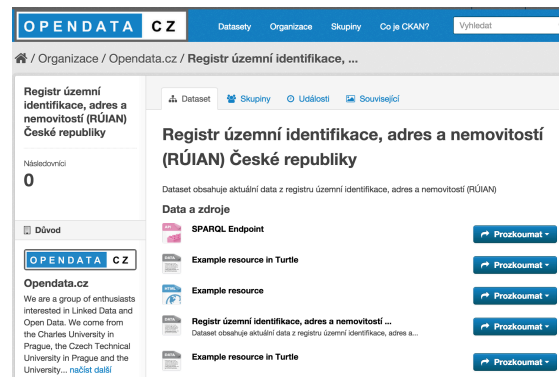 OPENDATA CZ
Datasety Organizace Skupiny Co je CKAN? Vyhledat
/ Organizace / Opendata.cz / Registr územní identifikace, ...
Registr územní
identifikace, adres a
nemovitostí (RÚIAN)
České republiky
Následovníci
0
Důvod
OPENDATA CZ
Opendata.cz
We are a group of enthusiasts
interested in Linked Data and
Open Data. We come from
the Charles University in
Prague, the Czech Technical
University in Prague and the
University... načíst další
Dataset Skupiny Události Související
Registr územní identifikace, adres a nemovitostí
(RÚIAN) České republiky
Dataset obsahuje aktuální data z registru územní identifikace, adres a nemovitostí (RÚIAN)
Data a zdroje
API
SPARQL Endpoint
Prozkoumat
DATA
Example resource in Turtle
Prozkoumat
HTML
Example resource
Prozkoumat
DATA
Registr územní identifikace, adres a nemovitostí ...
Dataset obsahuje aktuální data z registru územní identifikace, adres a...
Prozkoumat
DATA
Example resource in Turtle
Prozkoumat